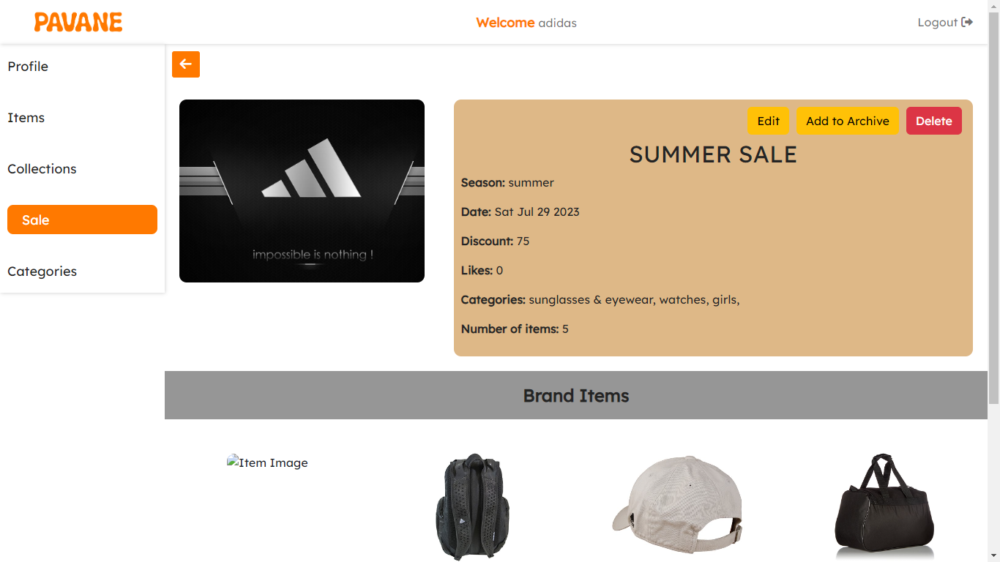 PAVANE
Welcome adidas
Logout
Profile
Items
Collections
Sale
Categories
impossible is nothing !
Edit
Add to Archive
Delete
SUMMER SALE
Season: summer
Date: Sat Jul 29 2023
Discount: 75
Likes: 0
Categories: sunglasses & eyewear, watches, girls,
Number of items: 5
Brand Items
Item Image